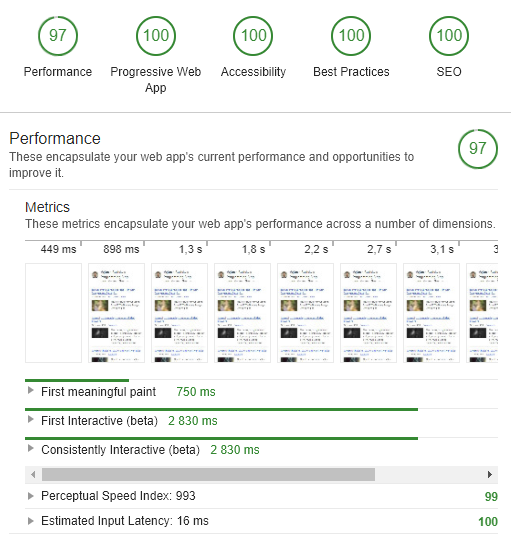 97 100 100 100 100
Performance Progressive Web App Accessibility Best Practices SEO
Performance 97
These encapsulate your web app's current performance and opportunities to
improve it.
Metrics
These metrics encapsulate your web app's performance across a number of dimensions.
449 ms 898 ms 1,3 s 1,8 s 2,2 s 2,7 s 3,1 s 3
First meaningful paint 750 ms
First Interactive (beta) 2 830 ms
Consistently Interactive (beta) 2 830 ms
Perceptual Speed Index: 993 99
Estimated Input Latency: 16 ms 100